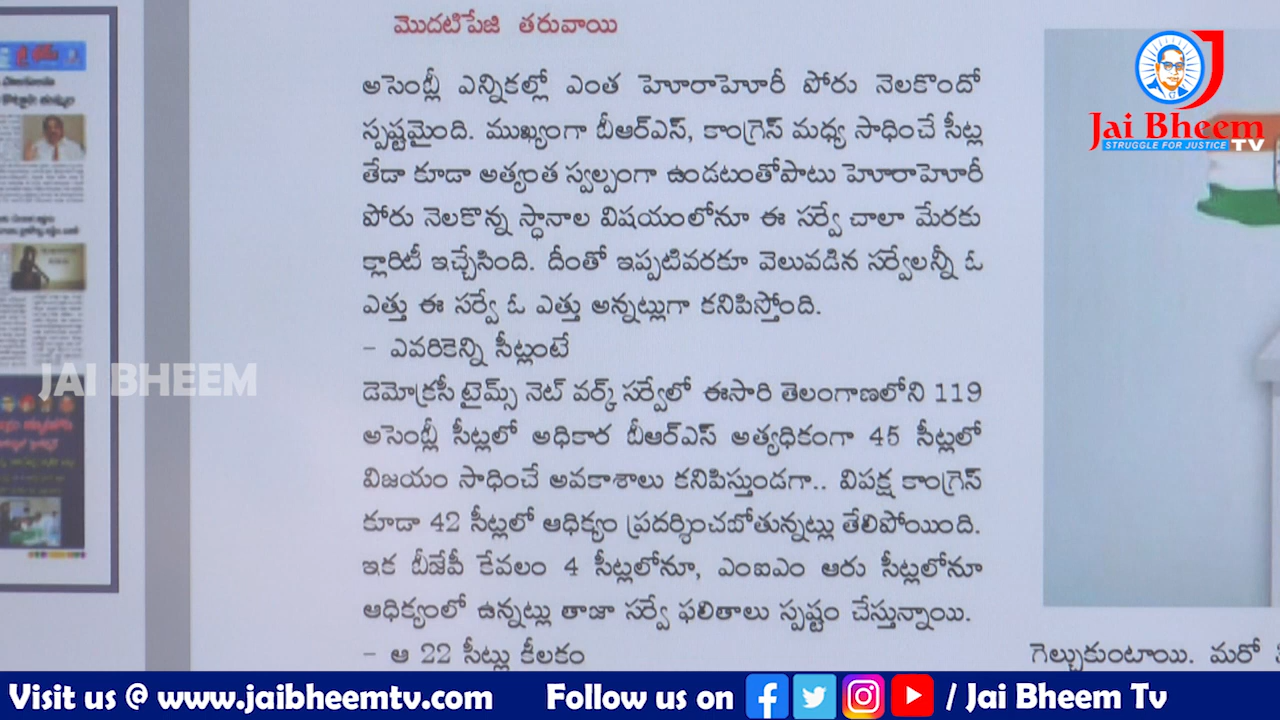 మొదటిపేజి తరువాయి
అసెంబ్లీ ఎన్నికల్లో ఎంత హెూరాహెూరీ పోరు నెలకొందో
స్పష్టమైంది. ముఖ్యంగా బీఆర్ఎస్, కాంగ్రెస్ మధ్య సాధించే సీట్ల
తేడా కూడా అత్యంత స్వల్పంగా ఉండటంతోపాటు హెూరాహెూరీ
పోరు నెలకొన్న స్థానాల విషయంలోనూ ఈ సర్వే చాలా మేరకు
క్లారిటీ ఇచ్చేసింది. దీంతో ఇప్పటివరకూ వెలువడిన సర్వేలన్నీ ఓ
ఎత్తు ఈ సర్వే ఓ ఎత్తు అన్నట్లుగా కనిపిస్తోంది.
- ఎవరికెన్ని సీట్లంటే
డెమోక్రసీ టైమ్స్ నెట్ వర్క్ సర్వేలో ఈసారి తెలంగాణలోని 119
అసెంబ్లీ సీట్లలో అధికార బీఆర్ఎస్ అత్యధికంగా 45 సీట్లలో
విజయం సాధించే అవకాశాలు కనిపిస్తుండగా.. విపక్ష కాంగ్రెస్
కూడా 42 సీట్లలో ఆధిక్యం ప్రదర్శించబోతున్నట్లు తేలిపోయింది.
ఇక బీజేపీ కేవలం 4 సీట్లలోనూ, ఎంఐఎం ఆరు సీట్లలోనూ
ఆధిక్యంలో ఉన్నట్లు తాజా సర్వే ఫలితాలు స్పష్టం చేస్తున్నాయి.
- ఆ 22 సీట్లు కీలకం
గెల్చుకుంటాయి. మరో
Jai Bheem
STRUGGLE FOR JUSTICE TV
JAI BHEEM
Visit us @ www.jaibheemtv.com Follow us on / Jai Bheem Tv